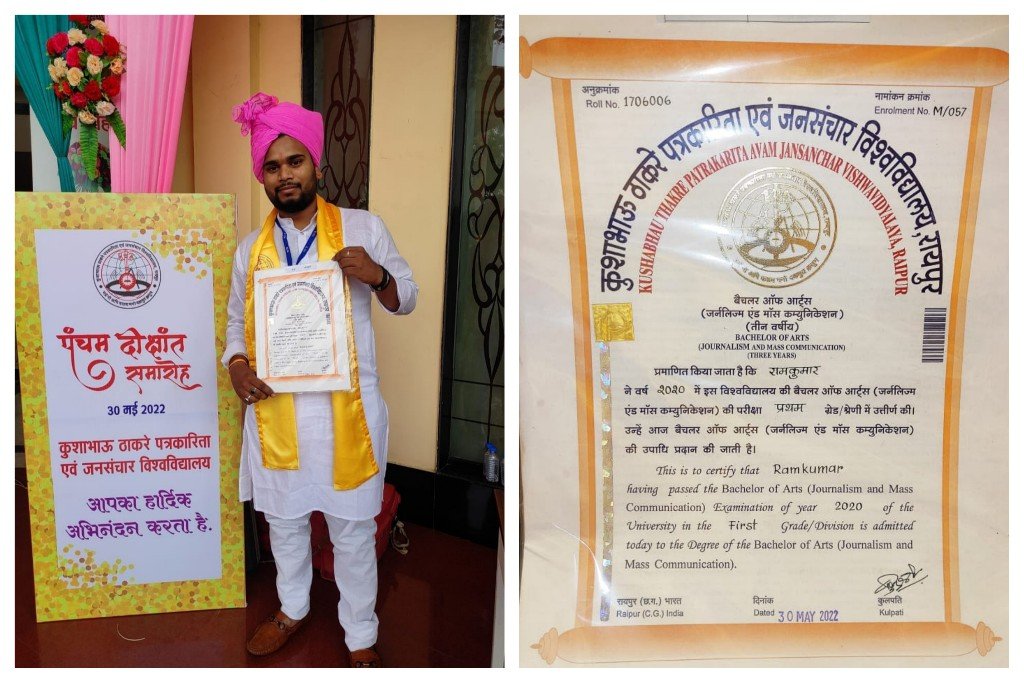 पंचम दीक्षांत
समारोह
30 मई 2022
कुशाभाऊ ठाकरे पत्रकारिता
एवं जनसंचार विश्वविद्यालय
आपका हार्दिक
अभिनंदन करता है.
अनुक्रमांक
Roll No. 1706006
नामांकन क्रमांक
Enrolment No. M/057
कुशाभाऊ ठाकरे पत्रकारिता एवं जनसंचार विश्वविद्यालय, रायपुर
KUSHABHAU THAKRE PATRAKARITA AVAM JANSANCHAR VISHWAVIDYALAYA, RAIPUR
बैचलर ऑफ आर्ट्स
(जर्नलिज्म एंड मॉस कम्युनिकेशन)
(तीन वर्षीय)
BACHELOR OF ARTS
(JOURNALISM AND MASS COMMUNICATION)
(THREE YEARS)
प्रमाणित किया जाता है कि रामकुमार
ने वर्ष २०२० में इस विश्वविद्यालय की बैचलर ऑफ आर्ट्स (जर्नलिज्म
एंड मॉस कम्युनिकेशन) की परीक्षा प्रथम ग्रेड/श्रेणी में उत्तीर्ण की।
उन्हें आज बैचलर ऑफ आर्ट्स (जर्नलिज्म एंड मॉस कम्युनिकेशन)
की उपाधि प्रदान की जाती है।
This is to certify that Ramkumar
having passed the Bachelor of Arts (Journalism and Mass
Communication) Examination of year 2020 of the
University in the First Grade/Division is admitted
today to the Degree of the Bachelor of Arts (Journalism and
Mass Communication).
रायपुर (छ.ग.) भारत
Raipur (C.G.) India
दिनांक
Dated 30 MAY 2022
कुलपति
Kulpati